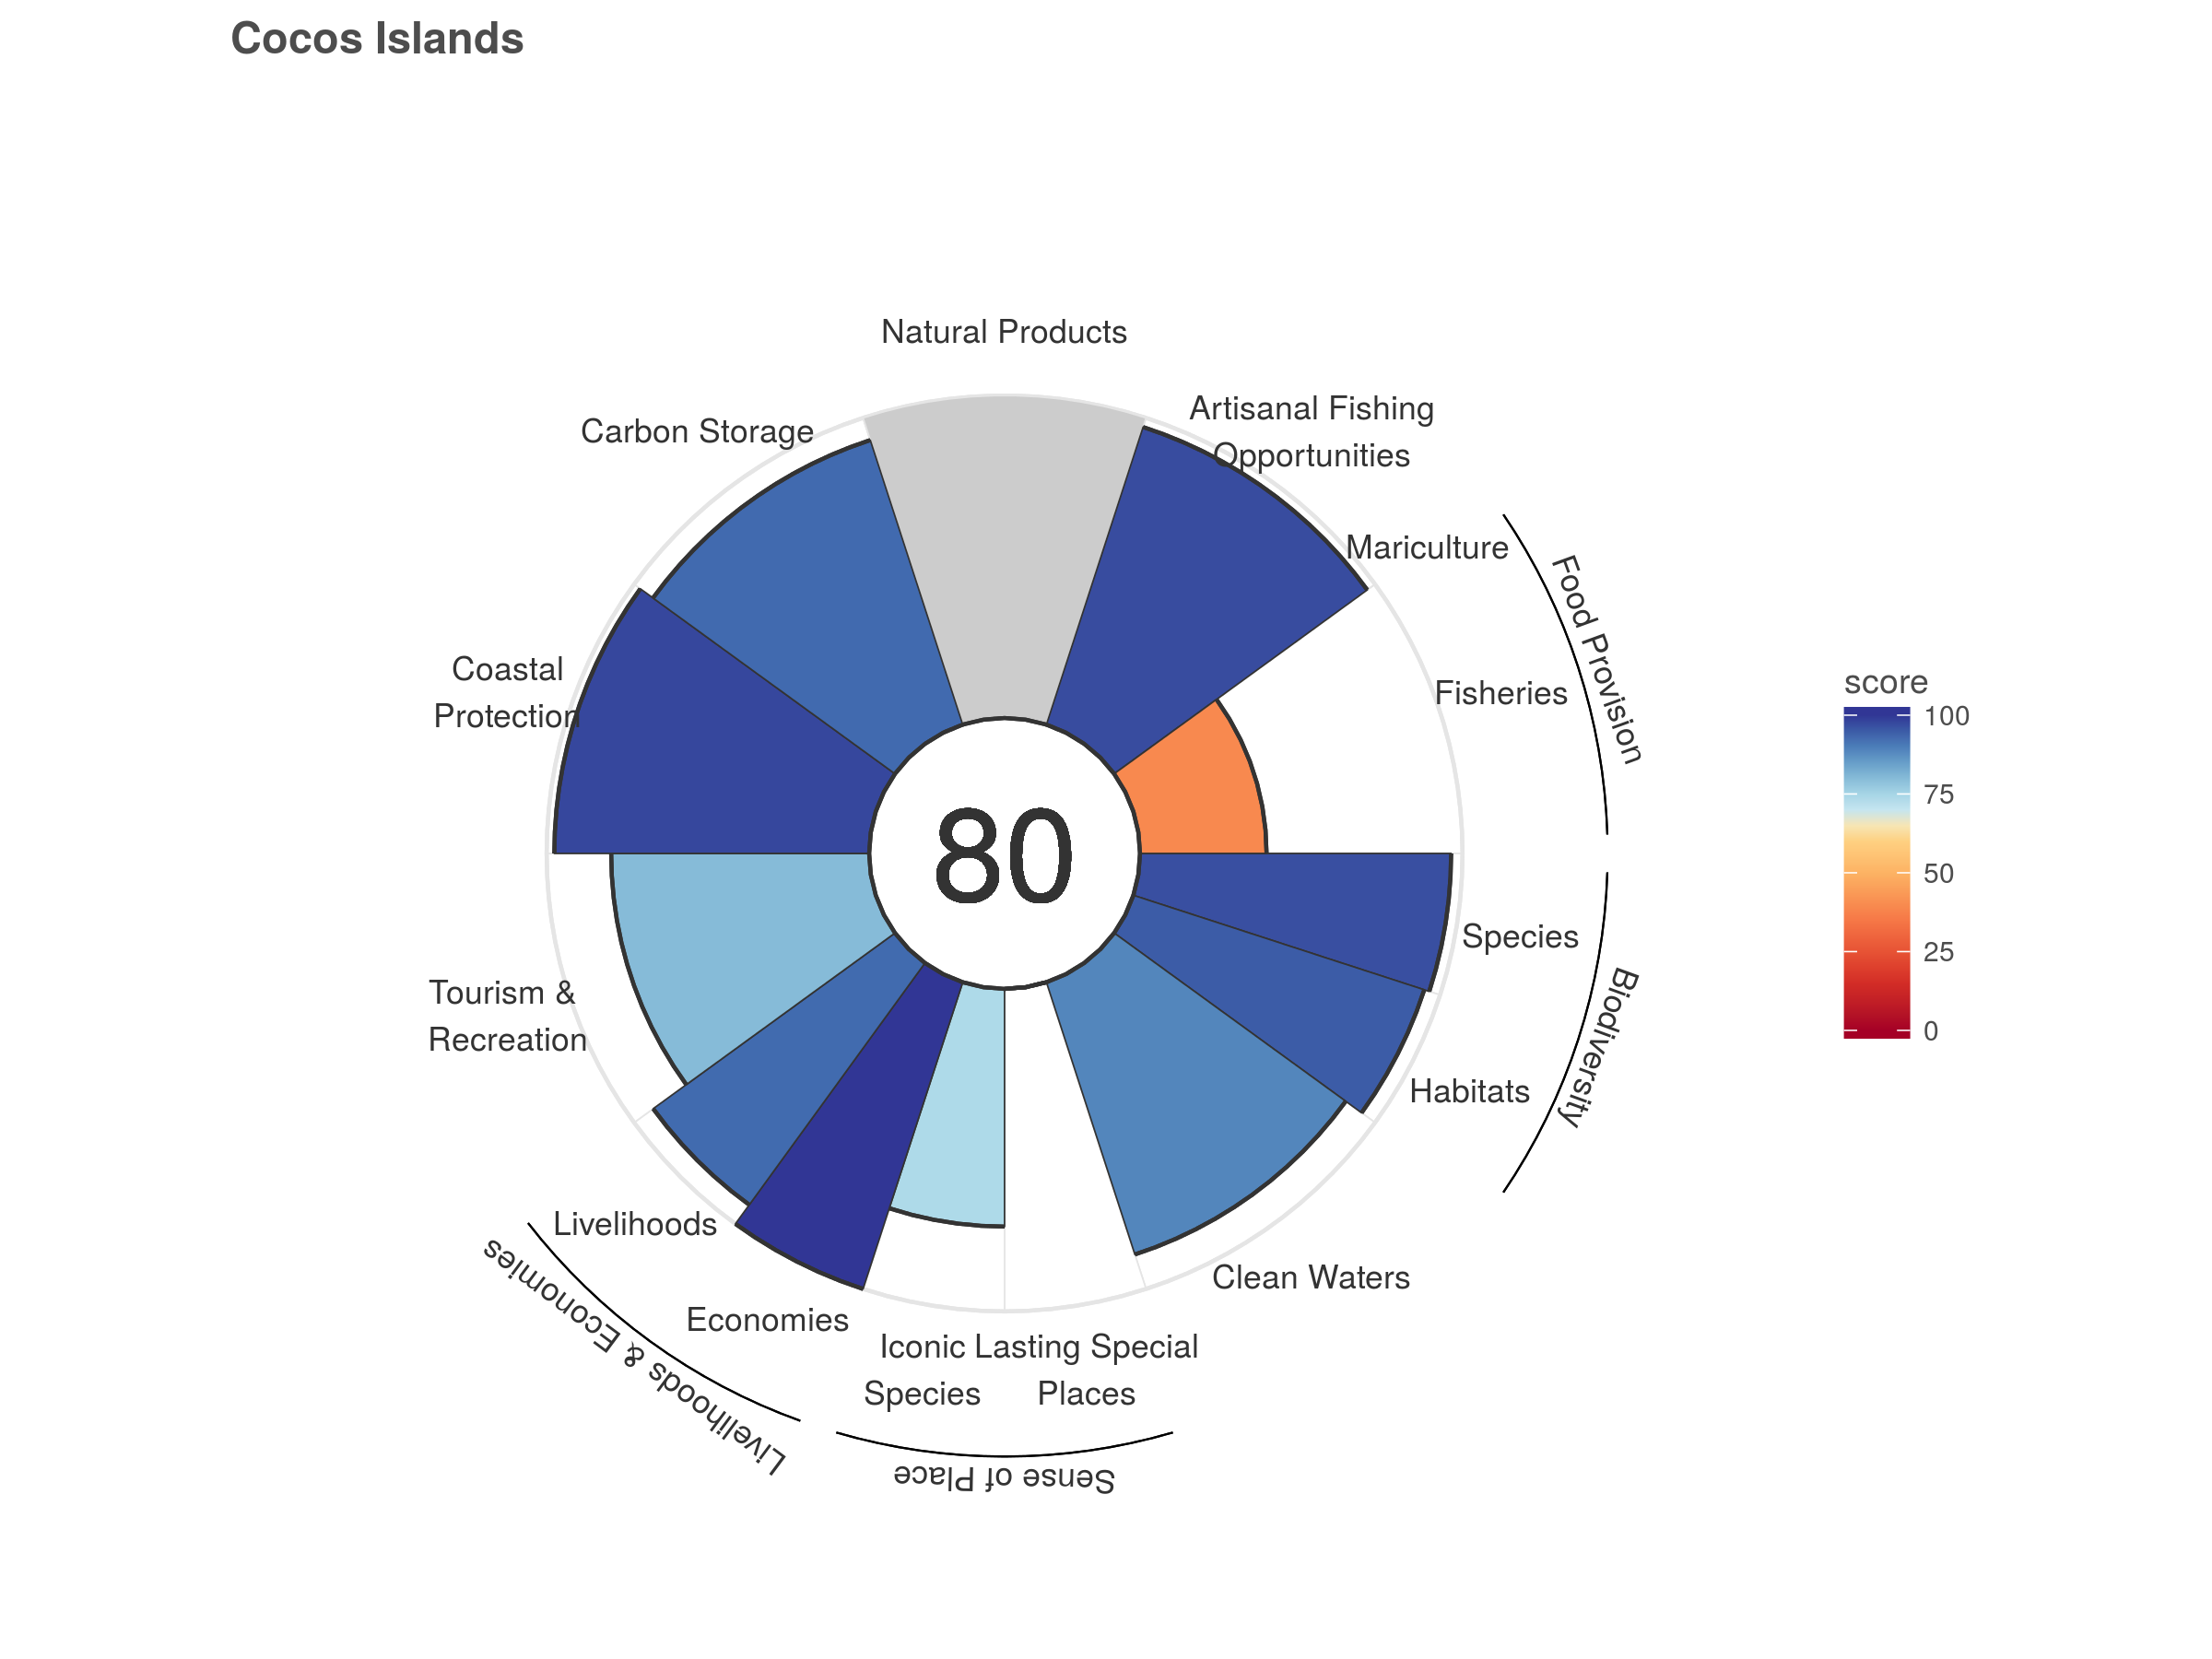 Cocos Islands
Natural Products
Artisanal Fishing
Opportunities
Carbon Storage
Mariculture
Food Provision
Coastal
Protection
Fisheries
score
100
75
50
25
0
80
Species
Biodiversity
Tourism &
Recreation
Habitats
Livelihoods
Clean Waters
Economies
Livelihoods & Economies
Iconic
Species
Lasting Special
Places
Sense of Place